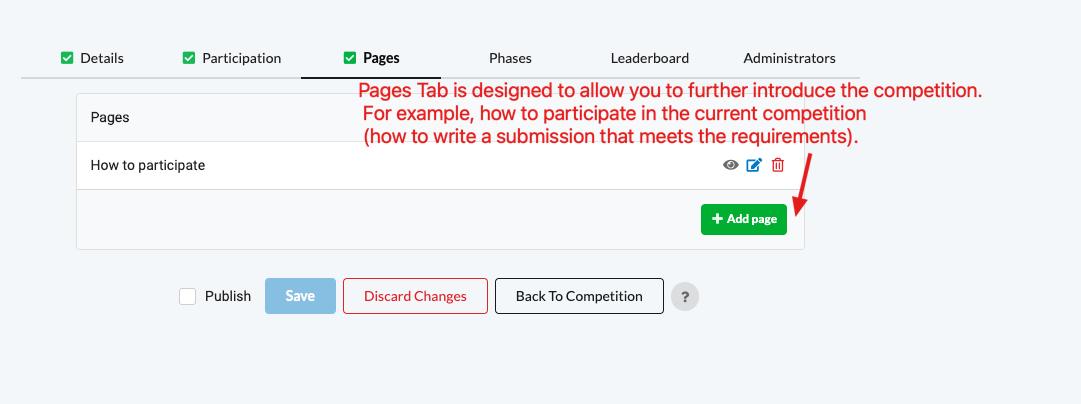 Details Participation Pages Phases Leaderboard Administrators
Pages Tab is designed to allow you to further introduce the competition.
For example, how to participate in the current competition
Pages
(how to write a submission that meets the requirements).
How to participate
+ Add page
Publish Save Discard Changes Back To Competition ?